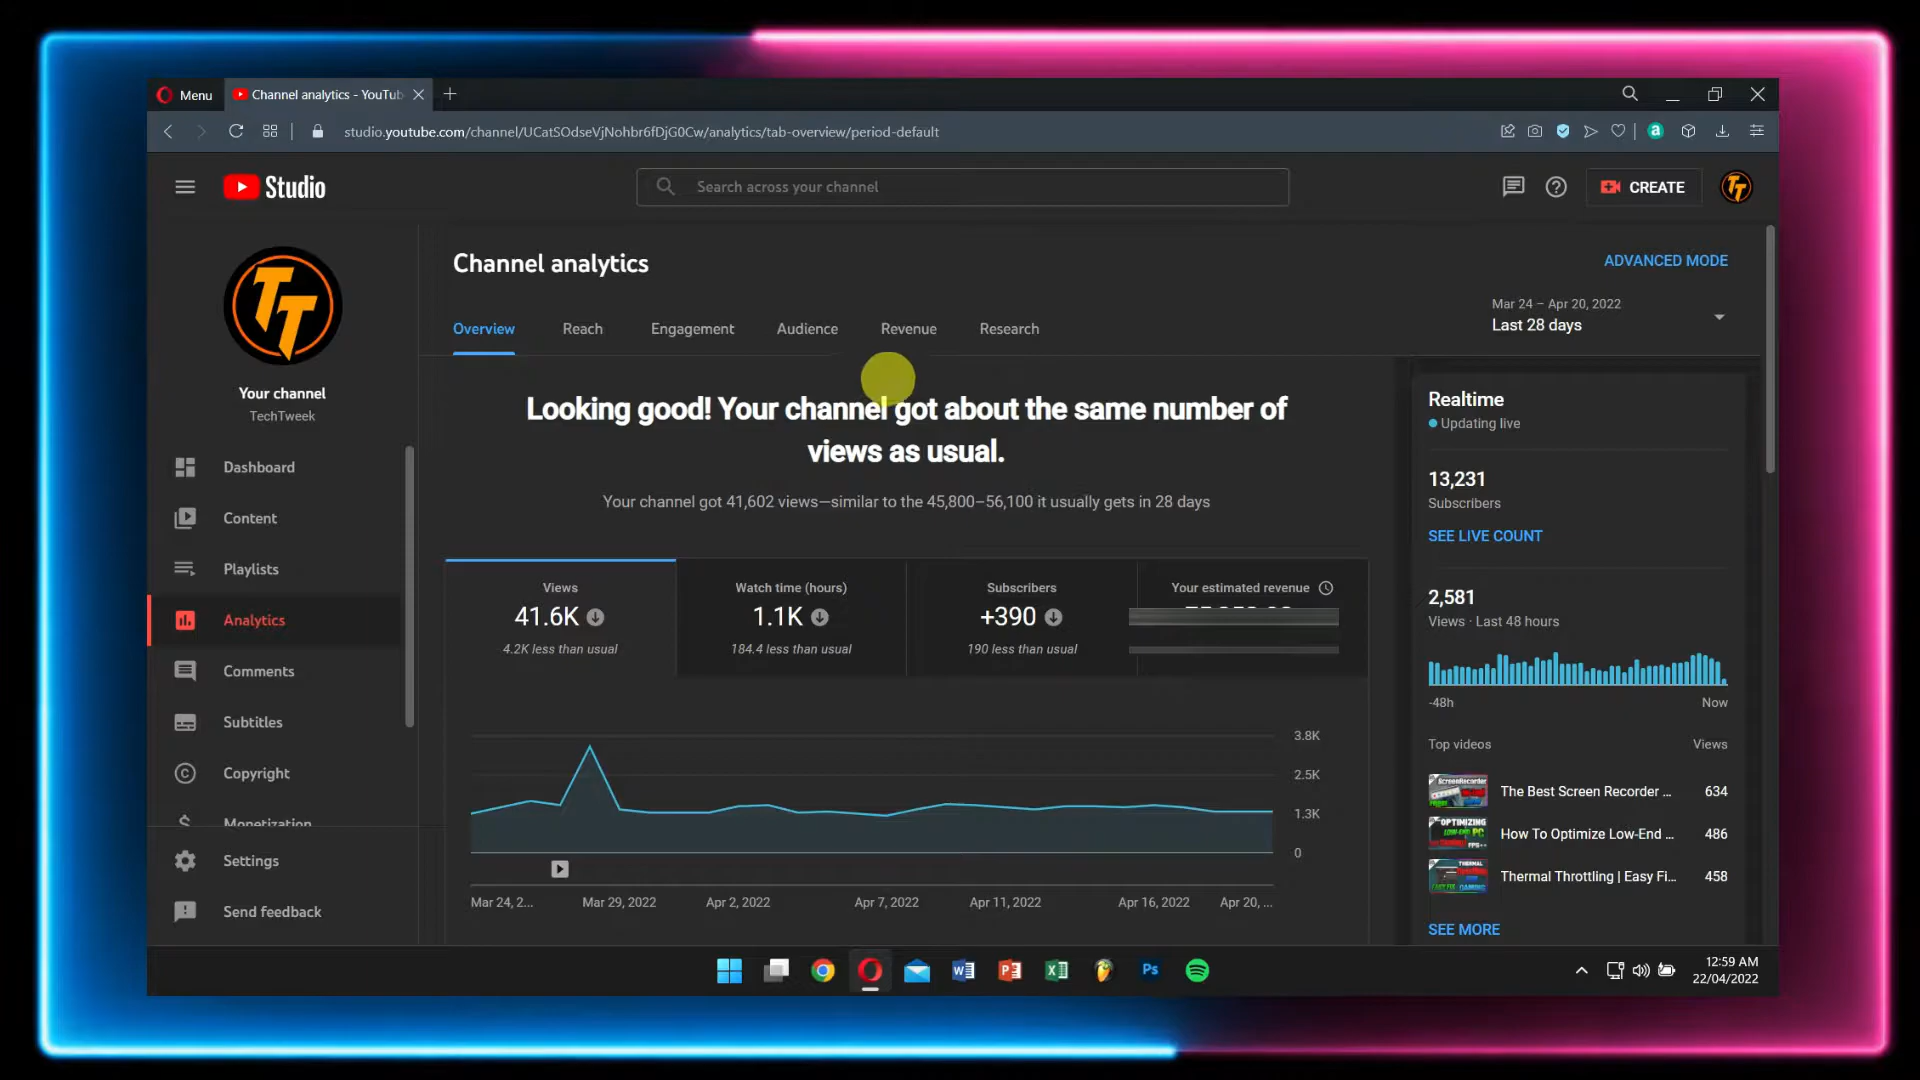 Menu
Channel analytics - YouTub
studio.youtube.com/channel/UCatSOdseVjNohbr6fDjG0Cw/analytics/tab-overview/period-default
Studio
Search across your channel
CREATE
TT
TT
Your channel
TechTweek
Dashboard
Content
Playlists
Analytics
Comments
Subtitles
Copyright
Monetization
Settings
Send feedback
Channel analytics
ADVANCED MODE
Mar 24 – Apr 20, 2022
Last 28 days
Overview
Reach
Engagement
Audience
Revenue
Research
Looking good! Your channel got about the same number of
views as usual.
Your channel got 41,602 views—similar to the 45,800–56,100 it usually gets in 28 days
Views
41.6K
4.2K less than usual
Watch time (hours)
1.1K
184.4 less than usual
Subscribers
+390
190 less than usual
Your estimated revenue
3.8K
2.5K
1.3K
0
Mar 24, 2...
Mar 29, 2022
Apr 2, 2022
Apr 7, 2022
Apr 11, 2022
Apr 16, 2022
Apr 20, ...
Realtime
Updating live
13,231
Subscribers
SEE LIVE COUNT
2,581
Views · Last 48 hours
-48h
Now
Top videos
Views
The Best Screen Recorder ...
634
How To Optimize Low-End ...
486
Thermal Throttling | Easy Fi...
458
SEE MORE
12:59 AM
22/04/2022